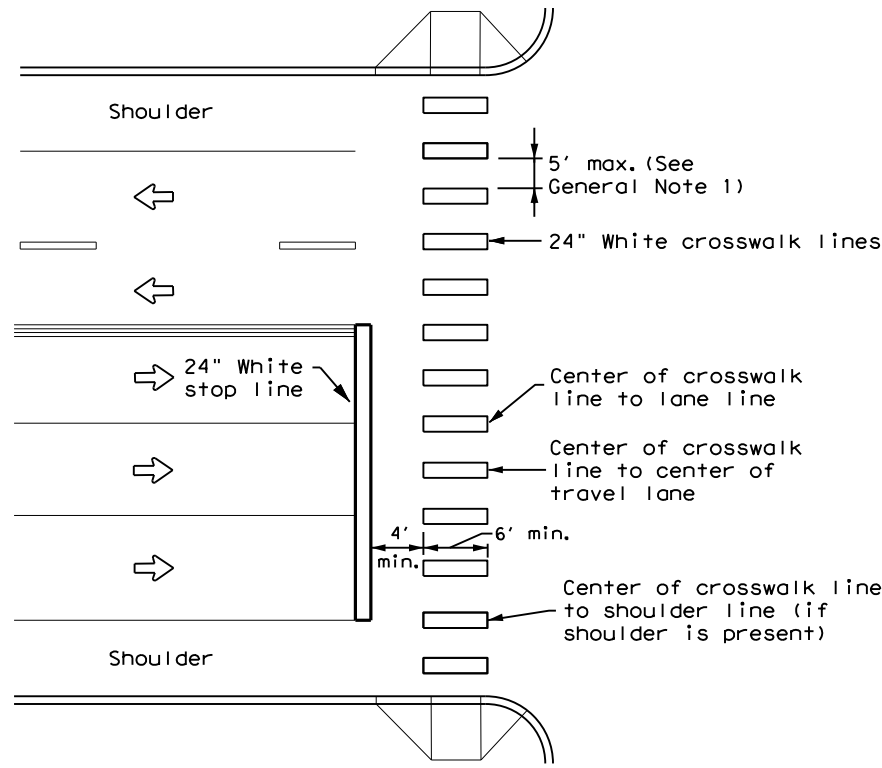 Shoulder
5' max. (See
General Note 1)
24" White crosswalk lines
24" White
stop line
Center of crosswalk
line to lane line
Center of crosswalk
line to center of
travel lane
4'
min.
6' min.
Center of crosswalk line
to shoulder line (if
shoulder is present)
Shoulder